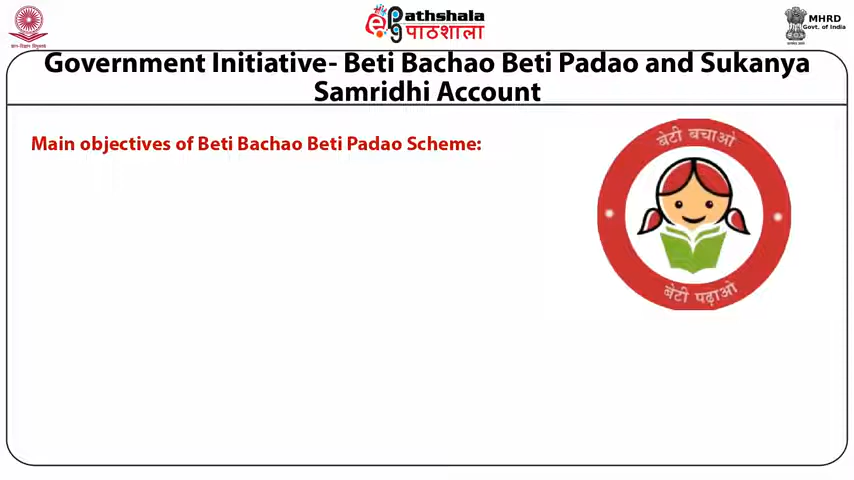 ePathshala
पाठशाला
MHRD
Govt. of India
Government Initiative- Beti Bachao Beti Padao and Sukanya
Samridhi Account
Main objectives of Beti Bachao Beti Padao Scheme:
बेटी बचाओ
बेटी पढ़ाओ